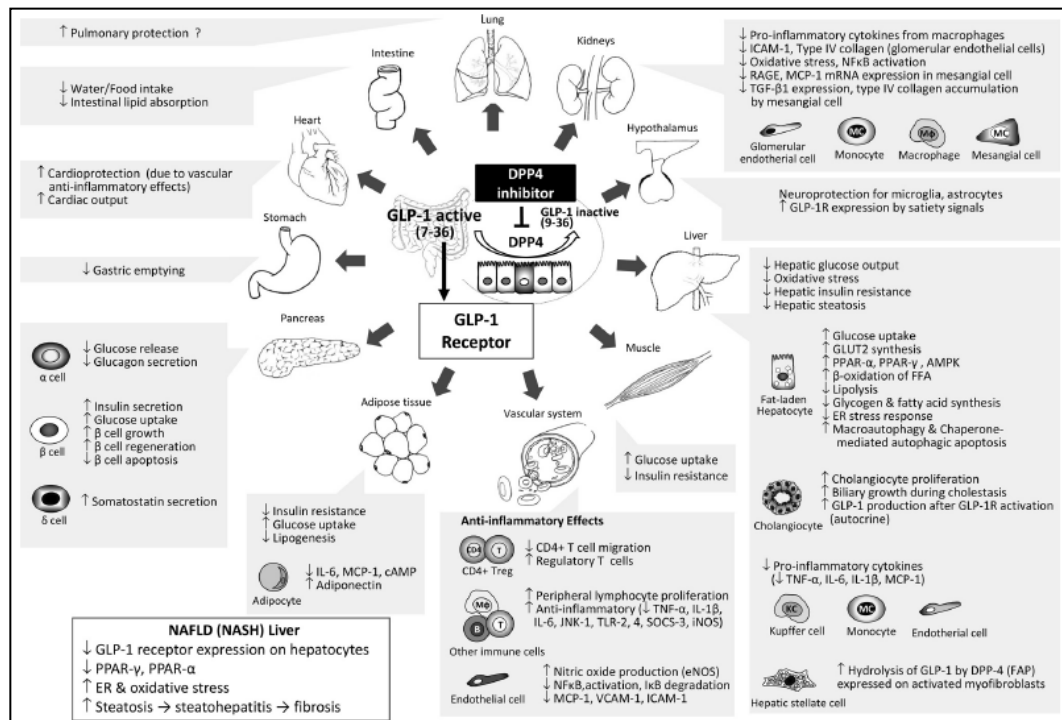 Lung
↑ Pulmonary protection ?
Intestine
↓ Water/Food intake
↓ Intestinal lipid absorption
Heart
↑ Cardioprotection (due to vascular
anti-inflammatory effects)
↑ Cardiac output
Stomach
↓ Gastric emptying
Pancreas
↓ Glucose release
↓ Glucagon secretion
α cell
↑ Insulin secretion
↑ Glucose uptake
↑ β cell growth
↑ β cell regeneration
↓ β cell apoptosis
β cell
↑ Somatostatin secretion
δ cell
Kidneys
↓ Pro-inflammatory cytokines from macrophages
↓ ICAM-1, Type IV collagen (glomerular endothelial cells)
↓ Oxidative stress, NFκB activation
↓ RAGE, MCP-1 mRNA expression in mesangial cell
↓ TGF-β1 expression, type IV collagen accumulation
by mesangial cell
MC
Mϕ
MC
Glomerular
endotherial cell
Monocyte
Macrophage
Mesangial cell
Hypothalamus
Neuroprotection for microglia, astrocytes
↑ GLP-1R expression by satiety signals
DPP4
inhibitor
GLP-1 active
(7-36)
GLP-1 inactive
(9-36)
DPP4
GLP-1
Receptor
Liver
↓ Hepatic glucose output
↓ Oxidative stress
↓ Hepatic insulin resistance
↓ Hepatic steatosis
↑ Glucose uptake
↑ GLUT2 synthesis
↑ PPAR-α, PPAR-γ , AMPK
↑ β-oxidation of FFA
↓ Lipolysis
↓ Glycogen & fatty acid synthesis
↓ ER stress response
↑ Macroautophagy & Chaperone-
mediated autophagic apoptosis
Fat-laden
Hepatocyte
↑ Cholangiocyte proliferation
↑ Biliary growth during cholestasis
↑ GLP-1 production after GLP-1R activation
(autocrine)
Cholangiocyte
↓ Pro-inflammatory cytokines
(↓ TNF-α, IL-6, IL-1β, MCP-1)
KC
MC
Kupffer cell
Monocyte
Endotherial cell
↑ Hydrolysis of GLP-1 by DPP-4 (FAP)
expressed on activated myofibroblasts
Hepatic stellate cell
Muscle
↑ Glucose uptake
↓ Insulin resistance
Adipose tissue
↓ Insulin resistance
↑ Glucose uptake
↓ Lipogenesis
↓ IL-6, MCP-1, cAMP
↑ Adiponectin
Adipocyte
Vascular system
Anti-inflammatory Effects
CD4 T
↓ CD4+ T cell migration
↑ Regulatory T cells
CD4+ Treg
Mϕ
B T
↑ Peripheral lymphocyte proliferation
↑ Anti-inflammatory (↓ TNF-α, IL-1β,
IL-6, JNK-1, TLR-2, 4, SOCS-3, iNOS)
Other immune cells
↑ Nitric oxide production (eNOS)
↓ NFκB,activation, IκB degradation
↓ MCP-1, VCAM-1, ICAM-1
Endothelial cell
NAFLD (NASH) Liver
↓ GLP-1 receptor expression on hepatocytes
↓ PPAR-γ, PPAR-α
↑ ER & oxidative stress
↑ Steatosis → steatohepatitis → fibrosis